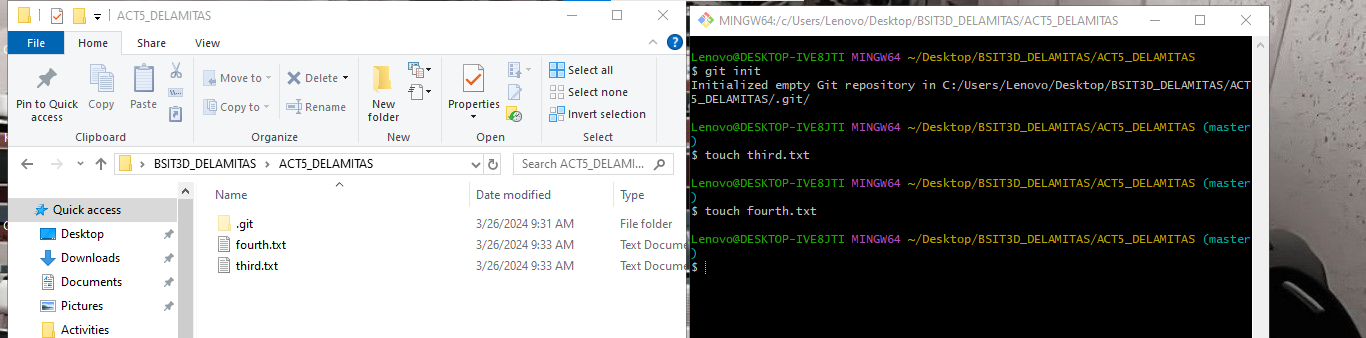 ACT5_DELAMITAS
File Home Share View
Pin to Quick access
Copy
Paste
Clipboard
Move to
Copy to
Delete
Rename
Organize
New folder
New
Properties
Open
Select all
Select none
Invert selection
Select
BSIT3D_DELAMITAS > ACT5_DELAMITAS
Search ACT5_DELAMI...
Quick access
Desktop
Downloads
Documents
Pictures
Activities
Name Date modified Type
.git 3/26/2024 9:31 AM File folder
fourth.txt 3/26/2024 9:33 AM Text Docume
third.txt 3/26/2024 9:33 AM Text Docume
MINGW64:/c/Users/Lenovo/Desktop/BSIT3D_DELAMITAS/ACT5_DELAMITAS
Lenovo@DESKTOP-IVE8JTI MINGW64 ~/Desktop/BSIT3D_DELAMITAS/ACT5_DELAMITAS
$ git init
Initialized empty Git repository in C:/Users/Lenovo/Desktop/BSIT3D_DELAMITAS/ACT
5_DELAMITAS/.git/
Lenovo@DESKTOP-IVE8JTI MINGW64 ~/Desktop/BSIT3D_DELAMITAS/ACT5_DELAMITAS (master
)
$ touch third.txt
Lenovo@DESKTOP-IVE8JTI MINGW64 ~/Desktop/BSIT3D_DELAMITAS/ACT5_DELAMITAS (master
)
$ touch fourth.txt
Lenovo@DESKTOP-IVE8JTI MINGW64 ~/Desktop/BSIT3D_DELAMITAS/ACT5_DELAMITAS (master
)
$